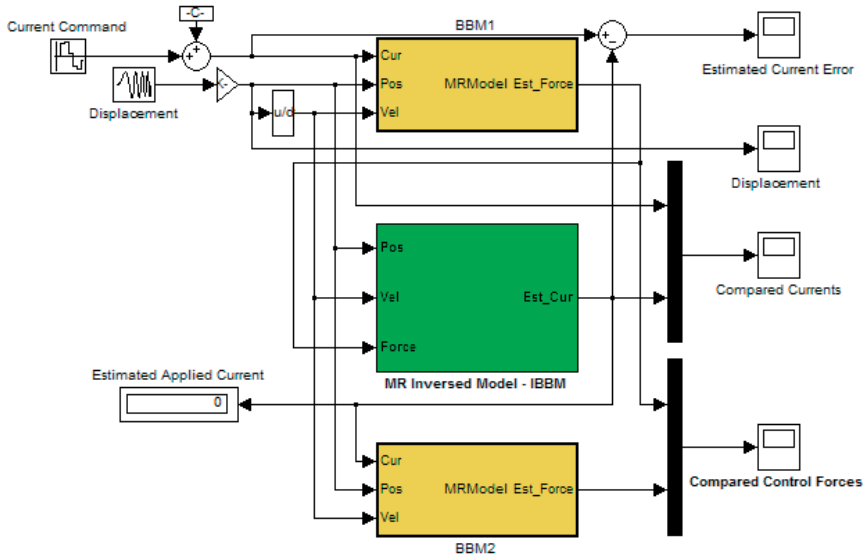 -C-
Current Command
+
+
BBM1
+
−
Cur
Pos
Vel
MRModel Est_Force
Estimated Current Error
K-
Displacement
u/d
Displacement
Pos
Vel
Force
Est_Cur
Compared Currents
Estimated Applied Current
MR Inversed Model - IBBM
0
Cur
Pos
Vel
MRModel Est_Force
Compared Control Forces
BBM2